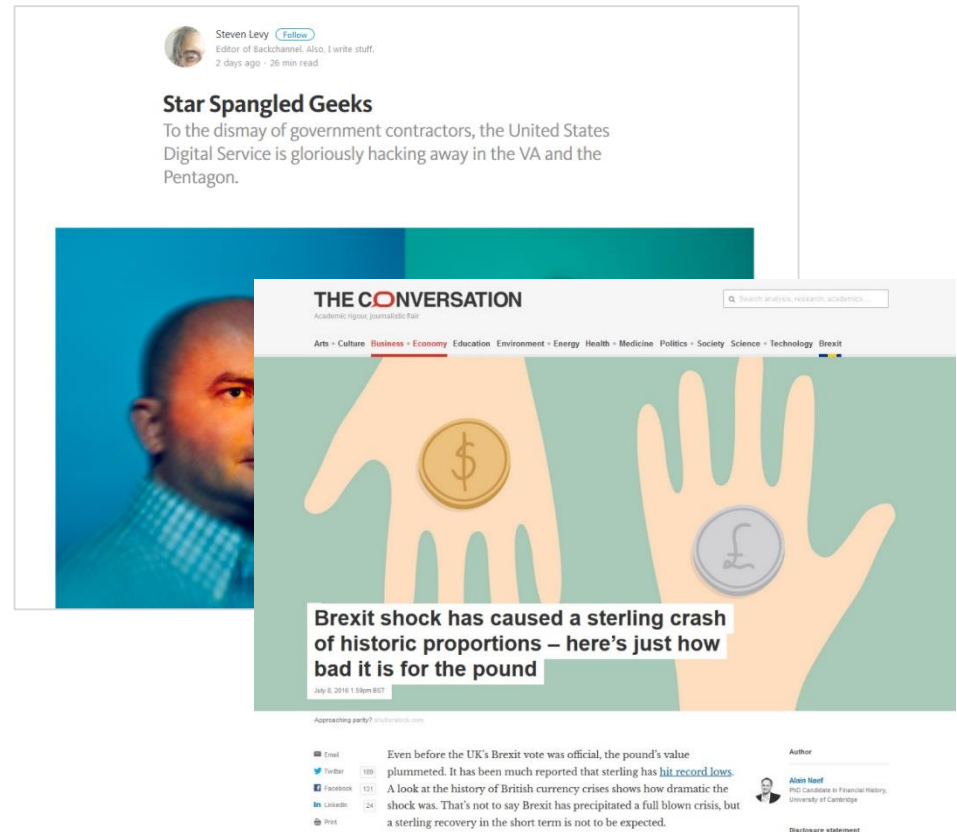 Steven Levy Follow
Editor of Backchannel. Also, I write stuff.
2 days ago - 26 min read
Star Spangled Geeks
To the dismay of government contractors, the United States
Digital Service is gloriously hacking away in the VA and the
Pentagon.
THE CONVERSATION
Academic rigour, journalistic flair
Search analysis, research, academics…
Arts + Culture Business + Economy Education Environment + Energy Health + Medicine Politics + Society Science + Technology Brexit
$
£
Brexit shock has caused a sterling crash
of historic proportions – here's just how
bad it is for the pound
July 8, 2016 1.59pm BST
Approaching parity? shutterstock.com
Email
Twitter 189
Facebook 131
LinkedIn 24
Print
Even before the UK's Brexit vote was official, the pound's value
plummeted. It has been much reported that sterling has hit record lows.
A look at the history of British currency crises shows how dramatic the
shock was. That's not to say Brexit has precipitated a full blown crisis, but
a sterling recovery in the short term is not to be expected.
Author
Alain Naef
PhD Candidate in Financial History,
University of Cambridge
Disclosure statement